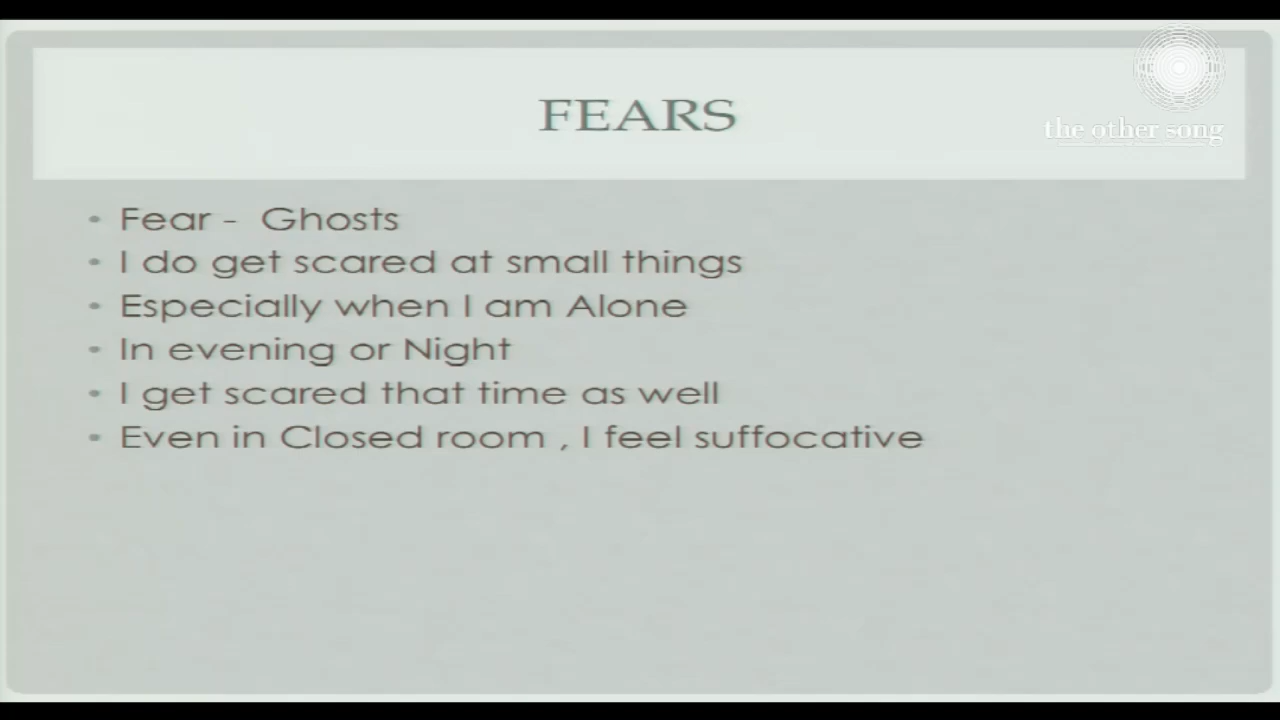 the other song
FEARS
• Fear - Ghosts
• I do get scared at small things
• Especially when I am Alone
• In evening or Night
• I get scared that time as well
• Even in Closed room , I feel suffocative